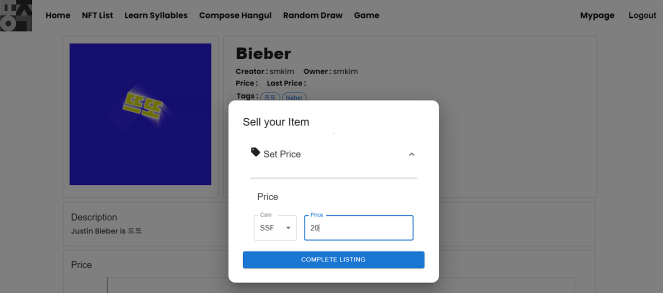 Home NFT List Learn Syllables Compose Hangul Random Draw Game Mypage Logout
Bieber
Creator : smkim Owner : smkim
Price : Last Price :
Tags : 뜨또 bieber
Sell your Item
Set Price
Price
Coin Price
SSF 20
COMPLETE LISTING
Description
Justin Bieber is 뜨또
Price